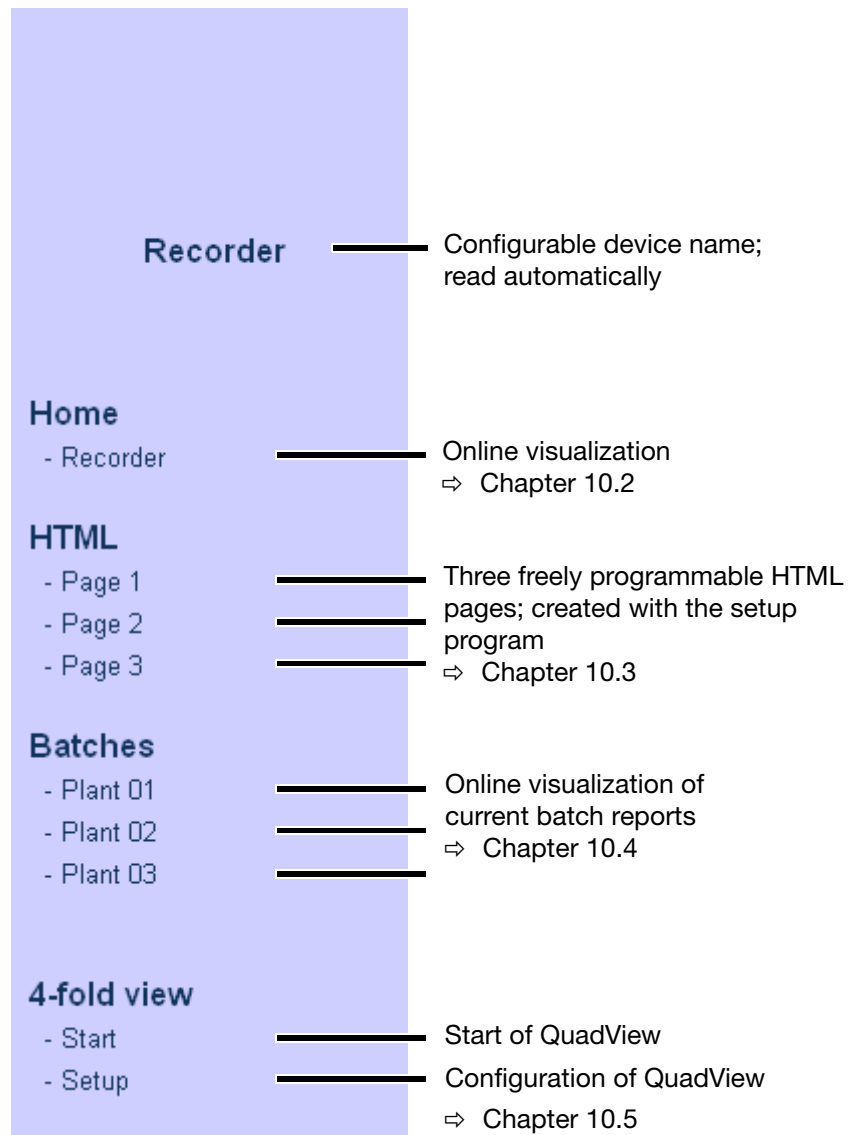 Recorder
Configurable device name;
read automatically
Home
- Recorder
Online visualization
⇨ Chapter 10.2
HTML
- Page 1
- Page 2
- Page 3
Three freely programmable HTML
pages; created with the setup
program
⇨ Chapter 10.3
Batches
- Plant 01
- Plant 02
- Plant 03
Online visualization of
current batch reports
⇨ Chapter 10.4
4-fold view
- Start
Start of QuadView
- Setup
Configuration of QuadView
⇨ Chapter 10.5